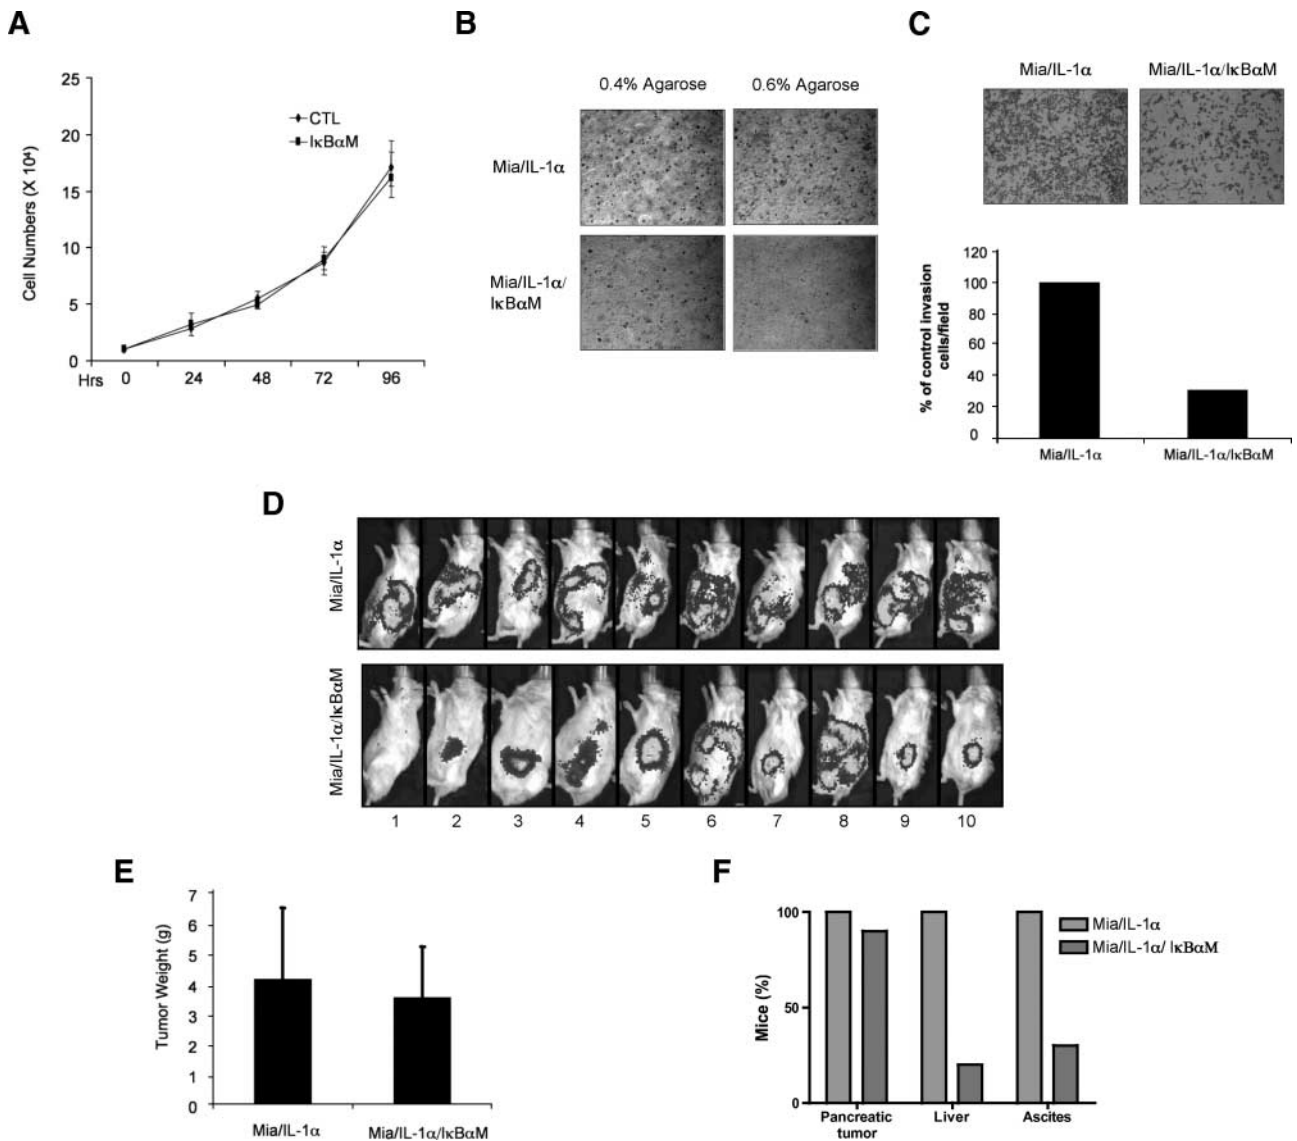 A
25
20
15
10
5
0
Cell Numbers (X 10⁴)
CTL
IκBαM
Hrs 0 24 48 72 96
B
0.4% Agarose 0.6% Agarose
Mia/IL-1α
Mia/IL-1α/
IκBαM
C
Mia/IL-1α Mia/IL-1α/IκBαM
120
100
80
60
40
20
0
% of control invasion
cells/field
Mia/IL-1α Mia/IL-1α/IκBαM
D
Mia/IL-1α
Mia/IL-1α/IκBαM
1 2 3 4 5 6 7 8 9 10
E
7
6
5
4
3
2
1
0
Tumor Weight (g)
Mia/IL-1α Mia/IL-1α/IκBαM
F
100
50
0
Mice (%)
Mia/IL-1α
Mia/IL-1α/ IκBαM
Pancreatic Liver Ascites
tumor